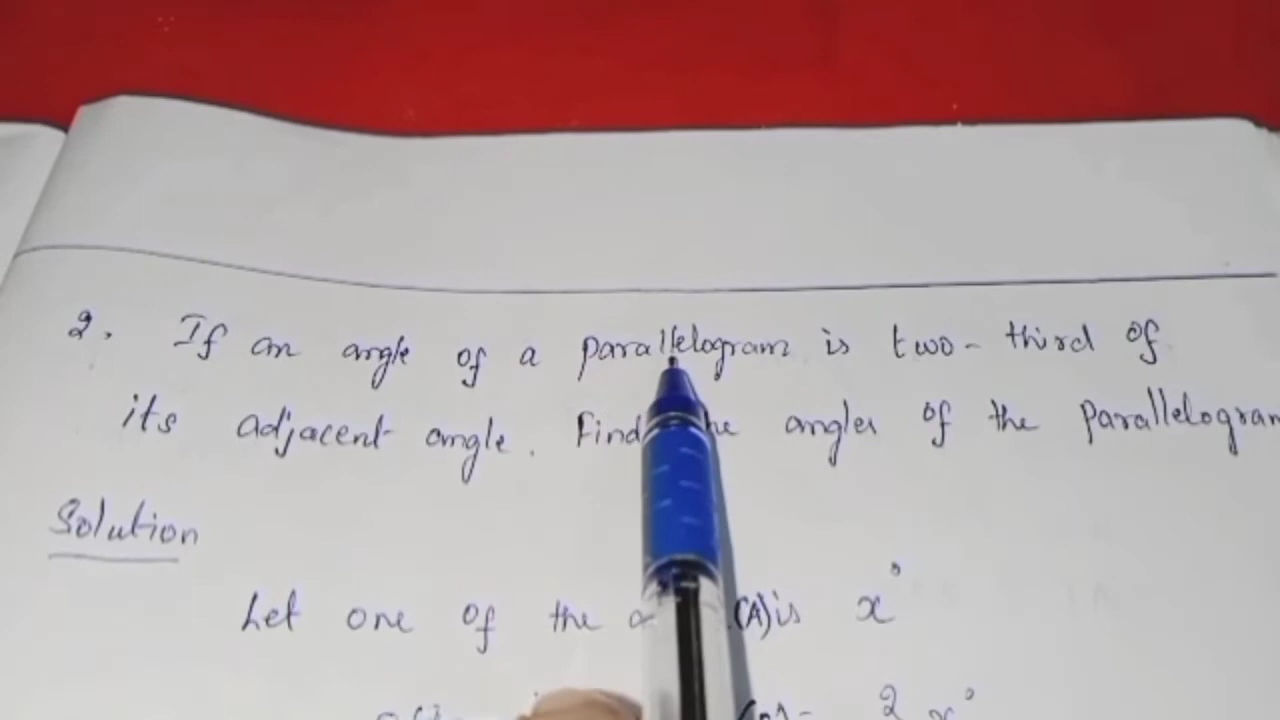 2. If an angle of a parallelogram is two-third of
its adjacent angle. Find the angles of the parallelogram
Solution
Let one of the (A) is x°
2 x°